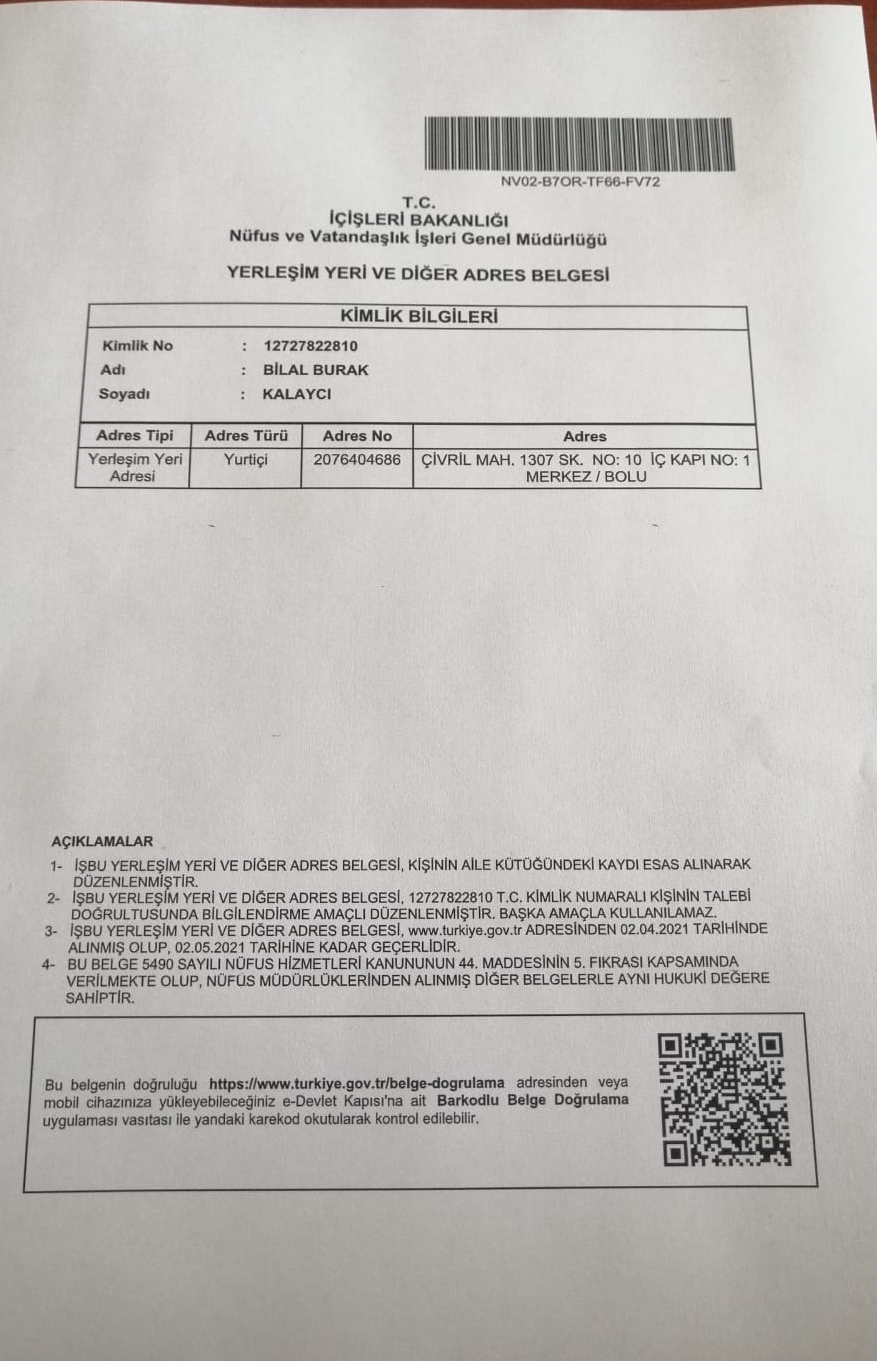 NV02-B7OR-TF66-FV72
T.C.
İÇİŞLERİ BAKANLIĞI
Nüfus ve Vatandaşlık İşleri Genel Müdürlüğü
YERLEŞİM YERİ VE DİĞER ADRES BELGESİ
KİMLİK BİLGİLERİ
Kimlik No : 12727822810
Adı : BİLAL BURAK
Soyadı : KALAYCI
Adres Tipi Adres Türü Adres No Adres
Yerleşim Yeri Yurtiçi 2076404686 ÇİVRİL MAH. 1307 SK. NO: 10 İÇ KAPI NO: 1
Adresi MERKEZ / BOLU
AÇIKLAMALAR
1- İŞBU YERLEŞİM YERİ VE DİĞER ADRES BELGESİ, KİŞİNİN AİLE KÜTÜĞÜNDEKİ KAYDI ESAS ALINARAK
DÜZENLENMİŞTİR.
2- İŞBU YERLEŞİM YERİ VE DİĞER ADRES BELGESİ, 12727822810 T.C. KİMLİK NUMARALI KİŞİNİN TALEBİ
DOĞRULTUSUNDA BİLGİLENDİRME AMAÇLI DÜZENLENMİŞTİR. BAŞKA AMAÇLA KULLANILAMAZ.
3- İŞBU YERLEŞİM YERİ VE DİĞER ADRES BELGESİ, www.turkiye.gov.tr ADRESİNDEN 02.04.2021 TARİHİNDE
ALINMIŞ OLUP, 02.05.2021 TARİHİNE KADAR GEÇERLİDİR.
4- BU BELGE 5490 SAYILI NÜFUS HİZMETLERİ KANUNUNUN 44. MADDESİNİN 5. FIKRASI KAPSAMINDA
VERİLMEKTE OLUP, NÜFUS MÜDÜRLÜKLERİNDEN ALINMIŞ DİĞER BELGELERLE AYNI HUKUKİ DEĞERE
SAHİPTİR.
Bu belgenin doğruluğu https://www.turkiye.gov.tr/belge-dogrulama adresinden veya
mobil cihazınıza yükleyebileceğiniz e-Devlet Kapısı'na ait Barkodlu Belge Doğrulama
uygulaması vasıtası ile yandaki karekod okutularak kontrol edilebilir.